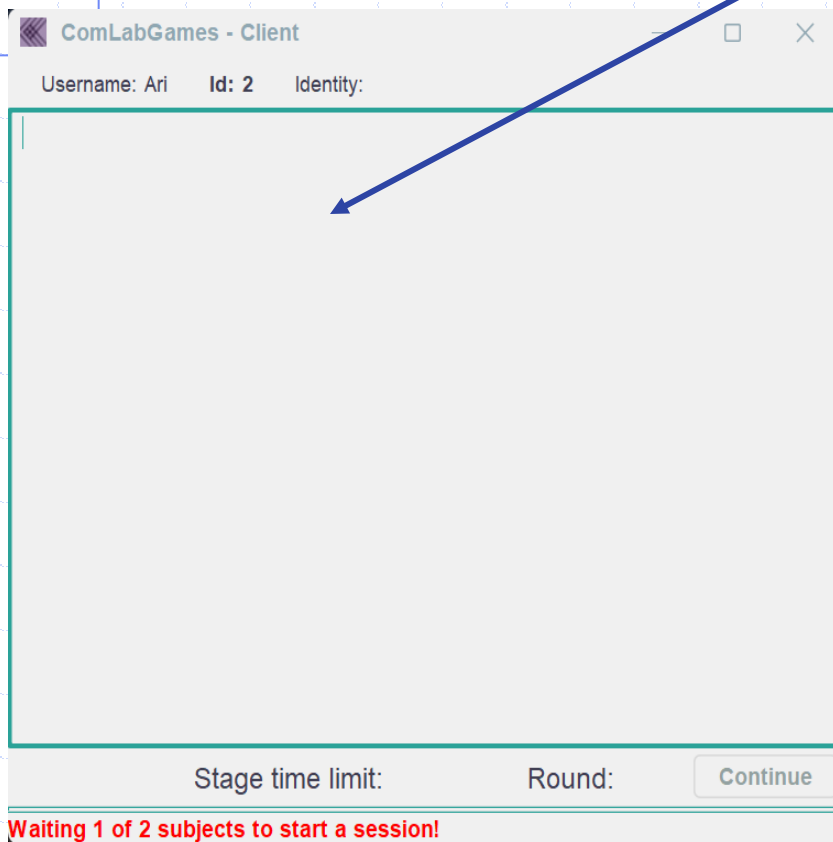 ComLabGames - Client
Username: Ari Id: 2 Identity:
Stage time limit: Round: Continue
Waiting 1 of 2 subjects to start a session!